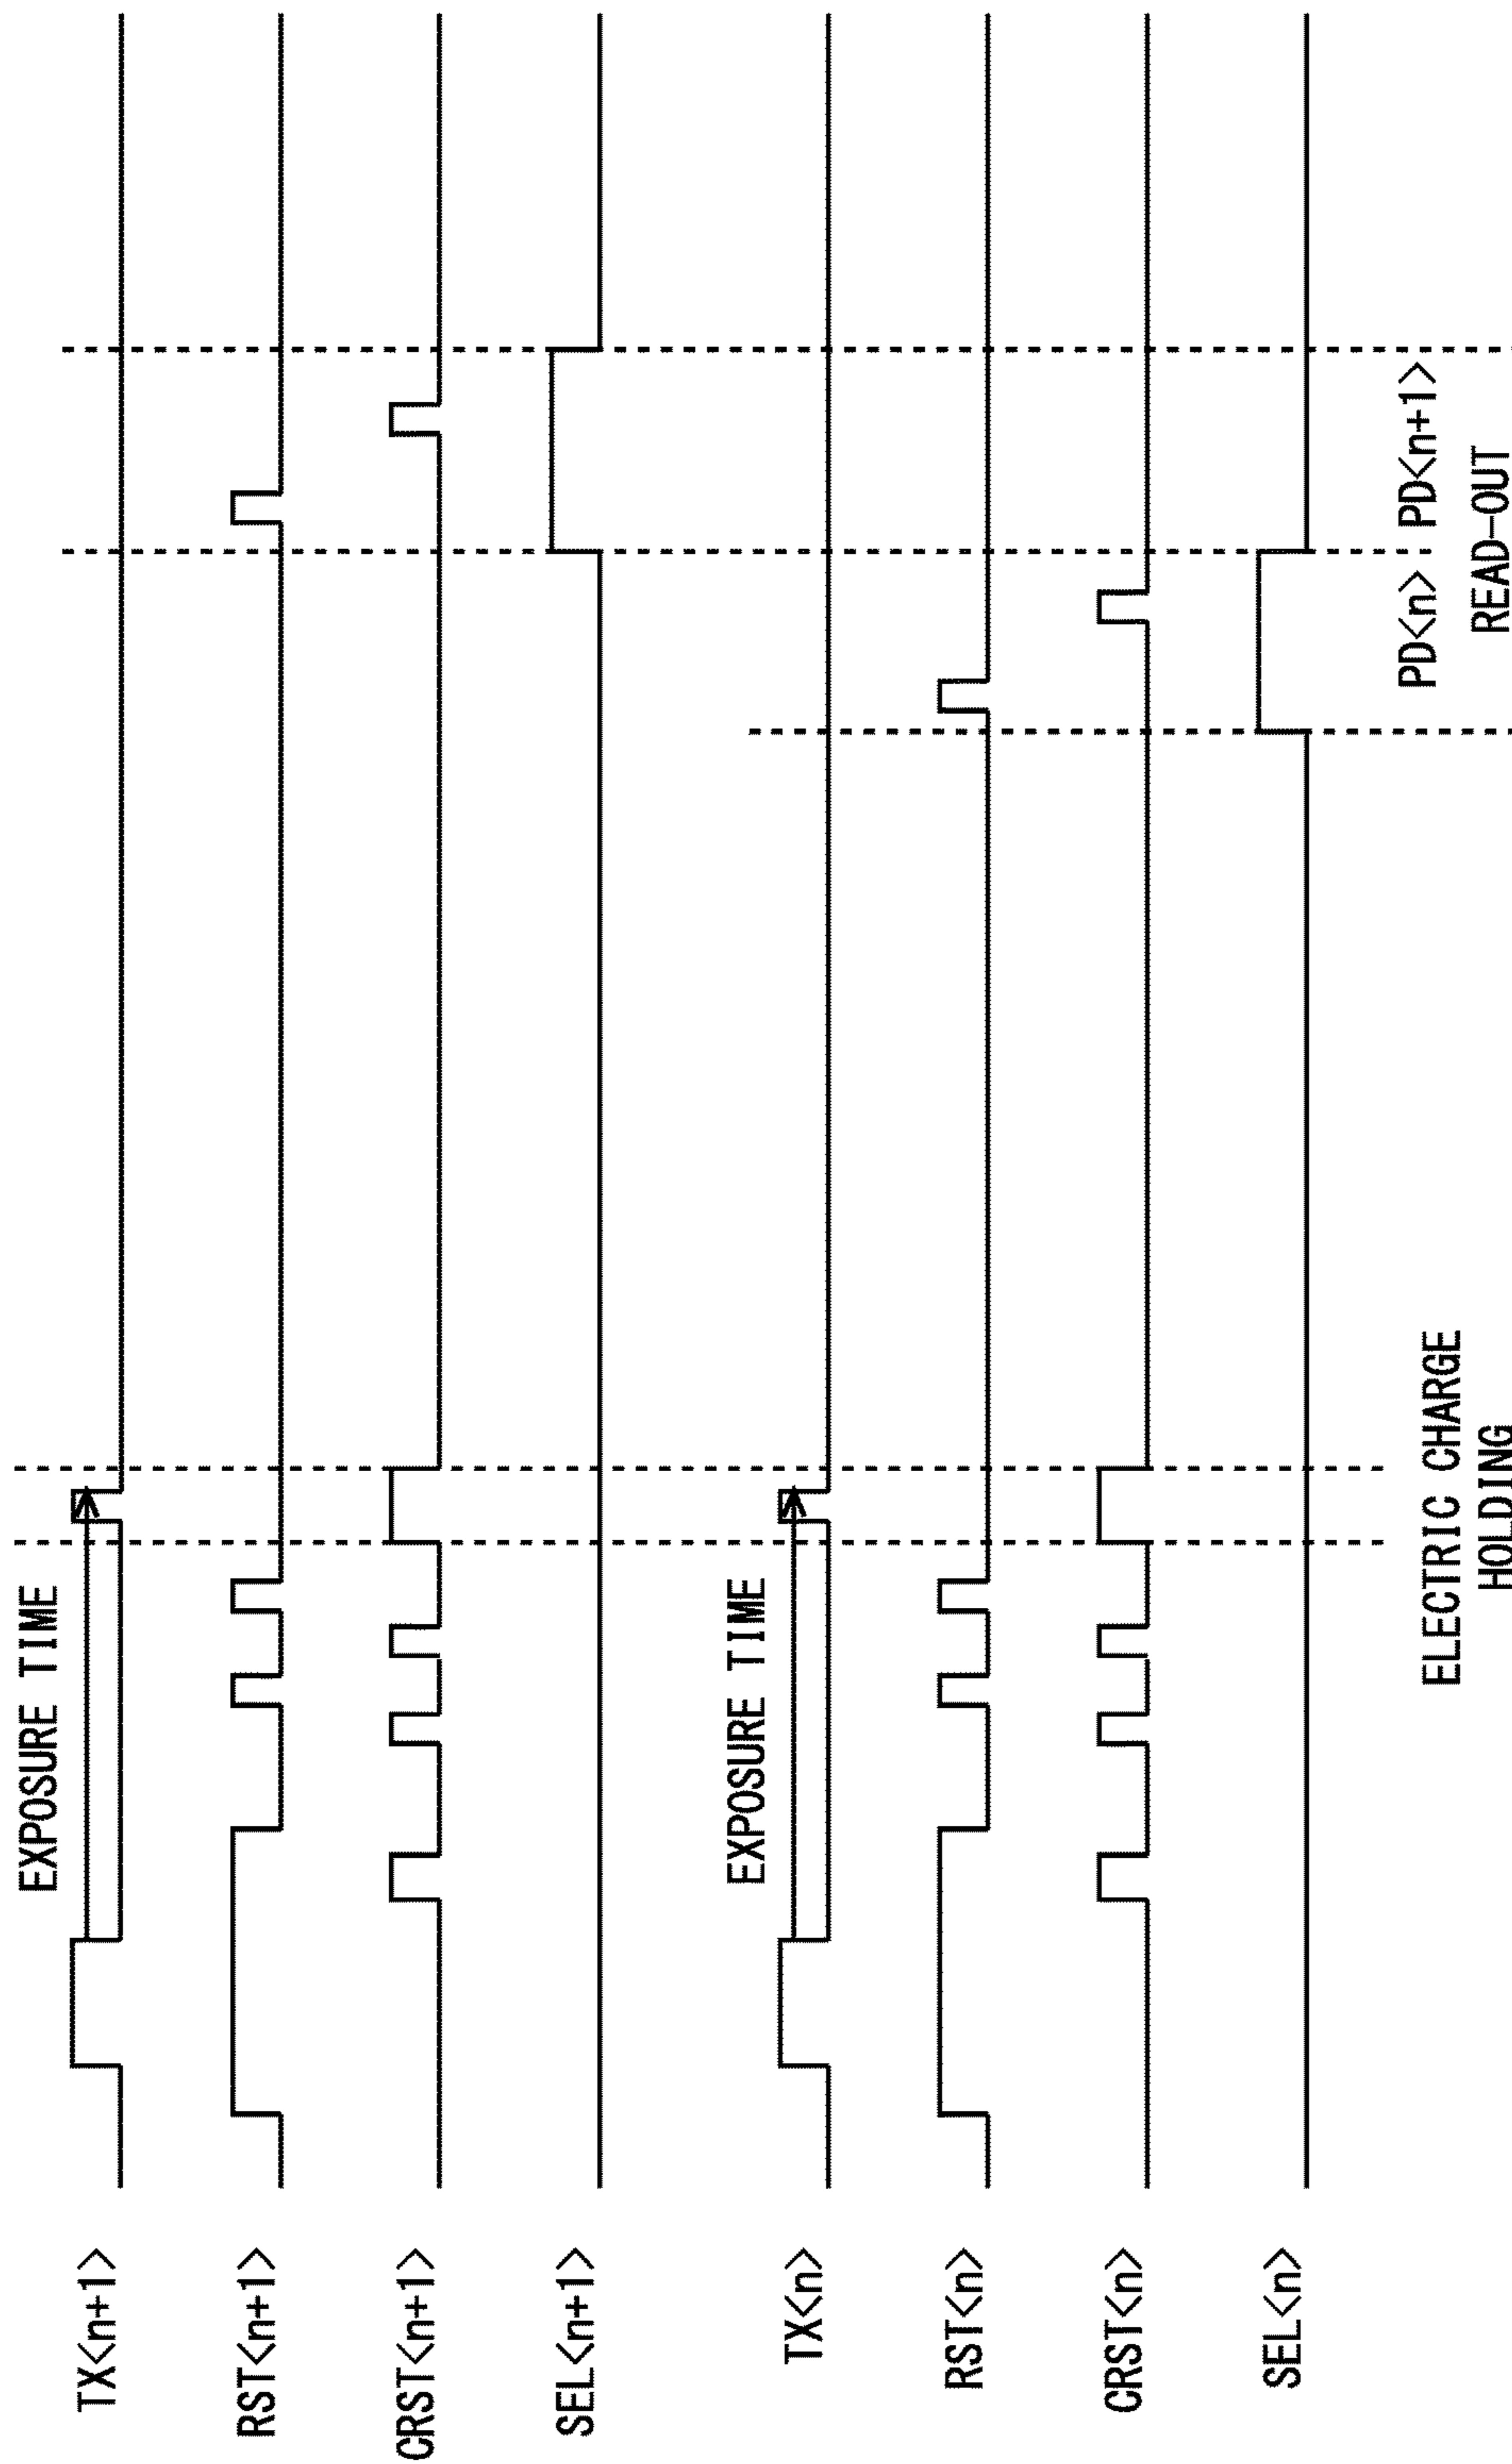 EXPOSURE TIME
TX<n+1>
RST<n+1>
CRST<n+1>
SEL<n+1>
EXPOSURE TIME
TX<n>
RST<n>
CRST<n>
SEL<n>
PD<n> PD<n+1>
ELECTRIC CHARGE
HOLDING
READ-OUT